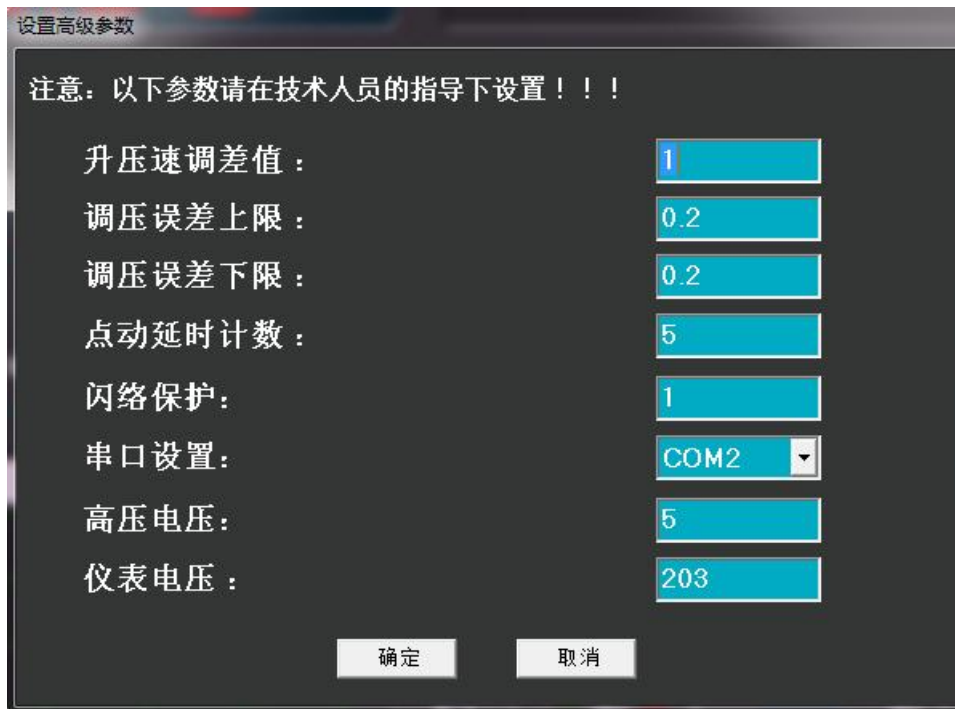 设置高级参数
注意：以下参数请在技术人员的指导下设置！！！
升压速调差值： 1
调压误差上限： 0.2
调压误差下限： 0.2
点动延时计数： 5
闪络保护： 1
串口设置： COM2
高压电压： 5
仪表电压： 203
确定 取消